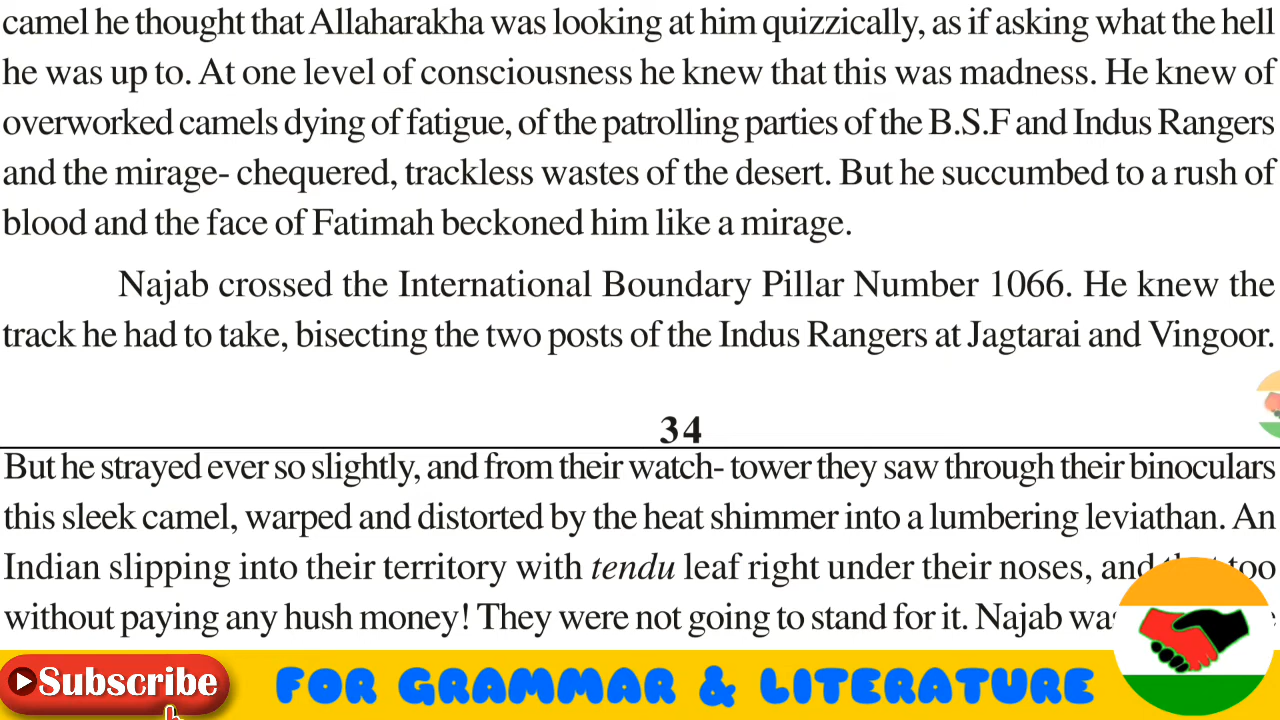 camel he thought that Allaharakha was looking at him quizzically, as if asking what the hell
he was up to. At one level of consciousness he knew that this was madness. He knew of
overworked camels dying of fatigue, of the patrolling parties of the B.S.F and Indus Rangers
and the mirage- chequered, trackless wastes of the desert. But he succumbed to a rush of
blood and the face of Fatimah beckoned him like a mirage.
Najab crossed the International Boundary Pillar Number 1066. He knew the
track he had to take, bisecting the two posts of the Indus Rangers at Jagtarai and Vingoor.
34
But he strayed ever so slightly, and from their watch- tower they saw through their binoculars
this sleek camel, warped and distorted by the heat shimmer into a lumbering leviathan. An
Indian slipping into their territory with tendu leaf right under their noses, and too
without paying any hush money! They were not going to stand for it. Najab
Subscribe
FOR GRAMMAR & LITERATURE